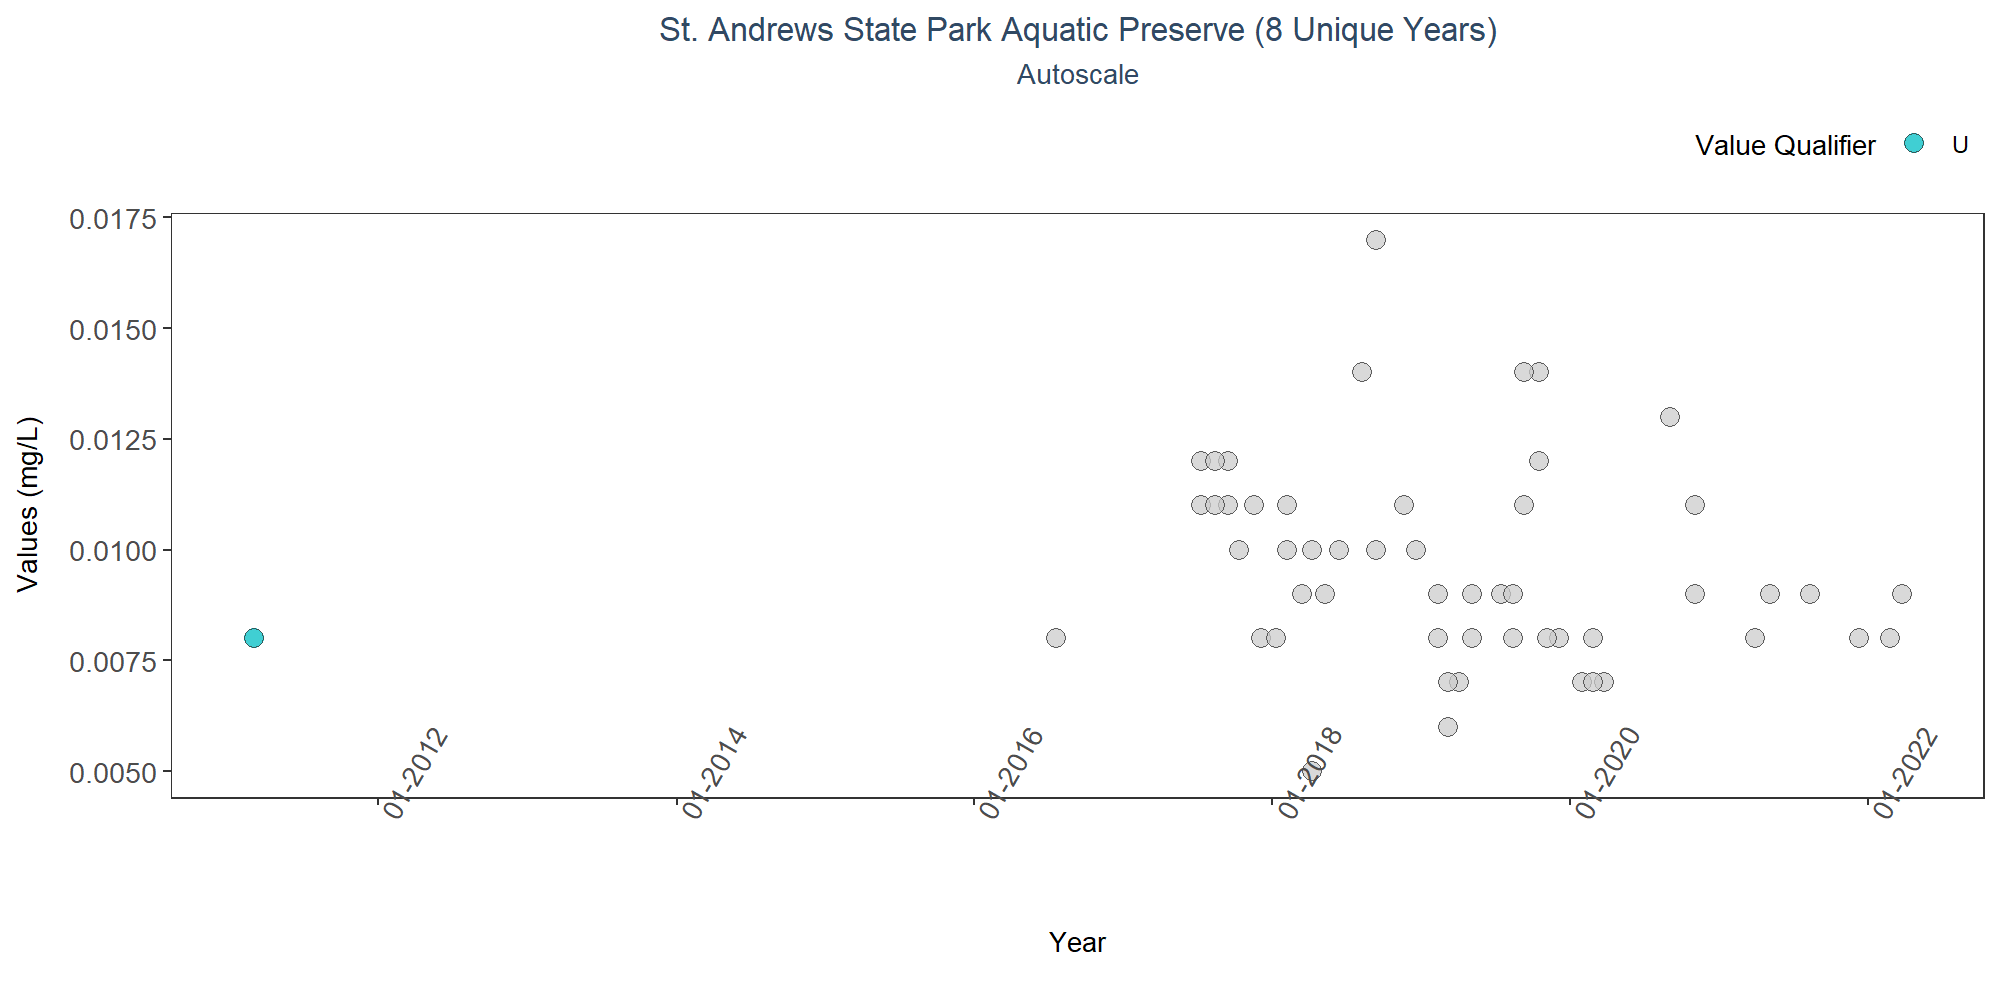 St. Andrews State Park Aquatic Preserve (8 Unique Years)
Autoscale
Value Qualifier U
0.0175
0.0150
0.0125
0.0100
0.0075
0.0050
Values (mg/L)
01-2012
01-2014
01-2016
01-2018
01-2020
01-2022
Year